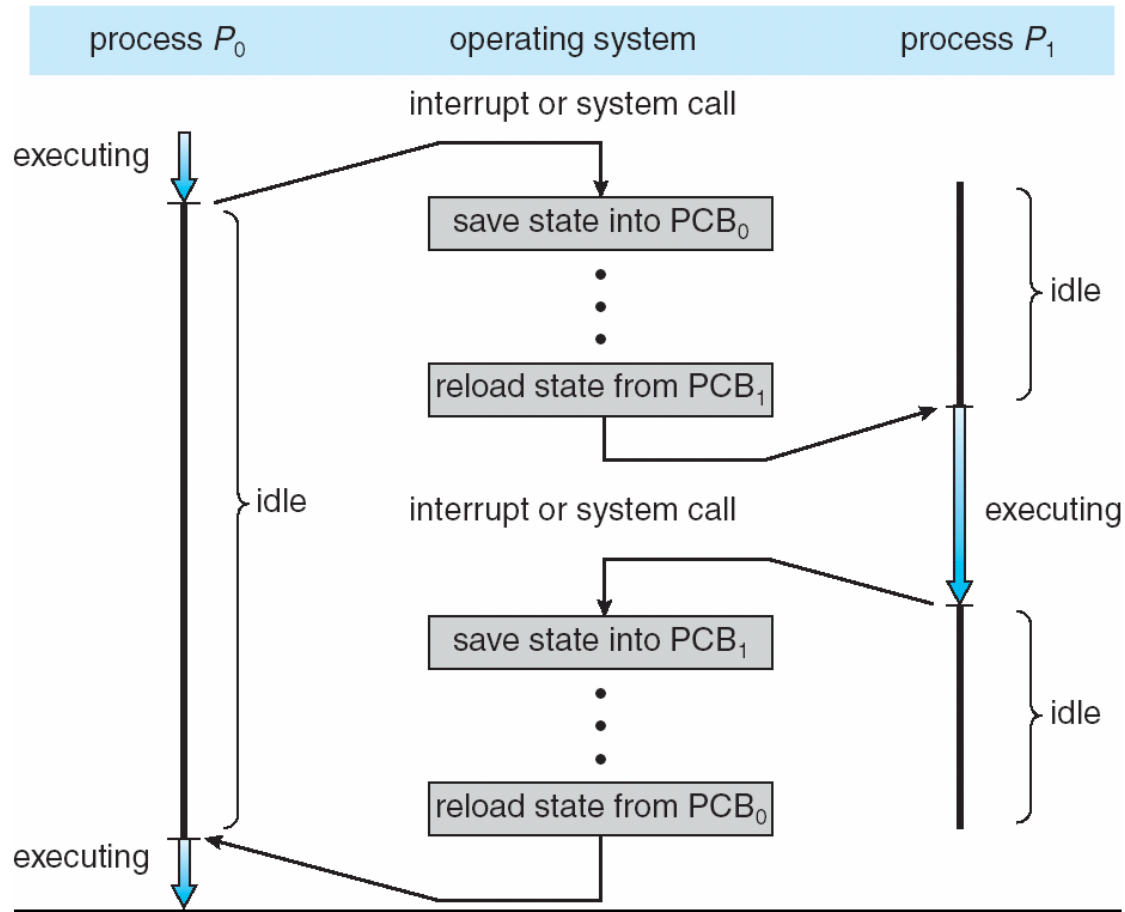 process P₀ operating system process P₁
interrupt or system call
executing
save state into PCB₀
idle
reload state from PCB₁
idle
interrupt or system call
executing
save state into PCB₁
idle
reload state from PCB₀
executing